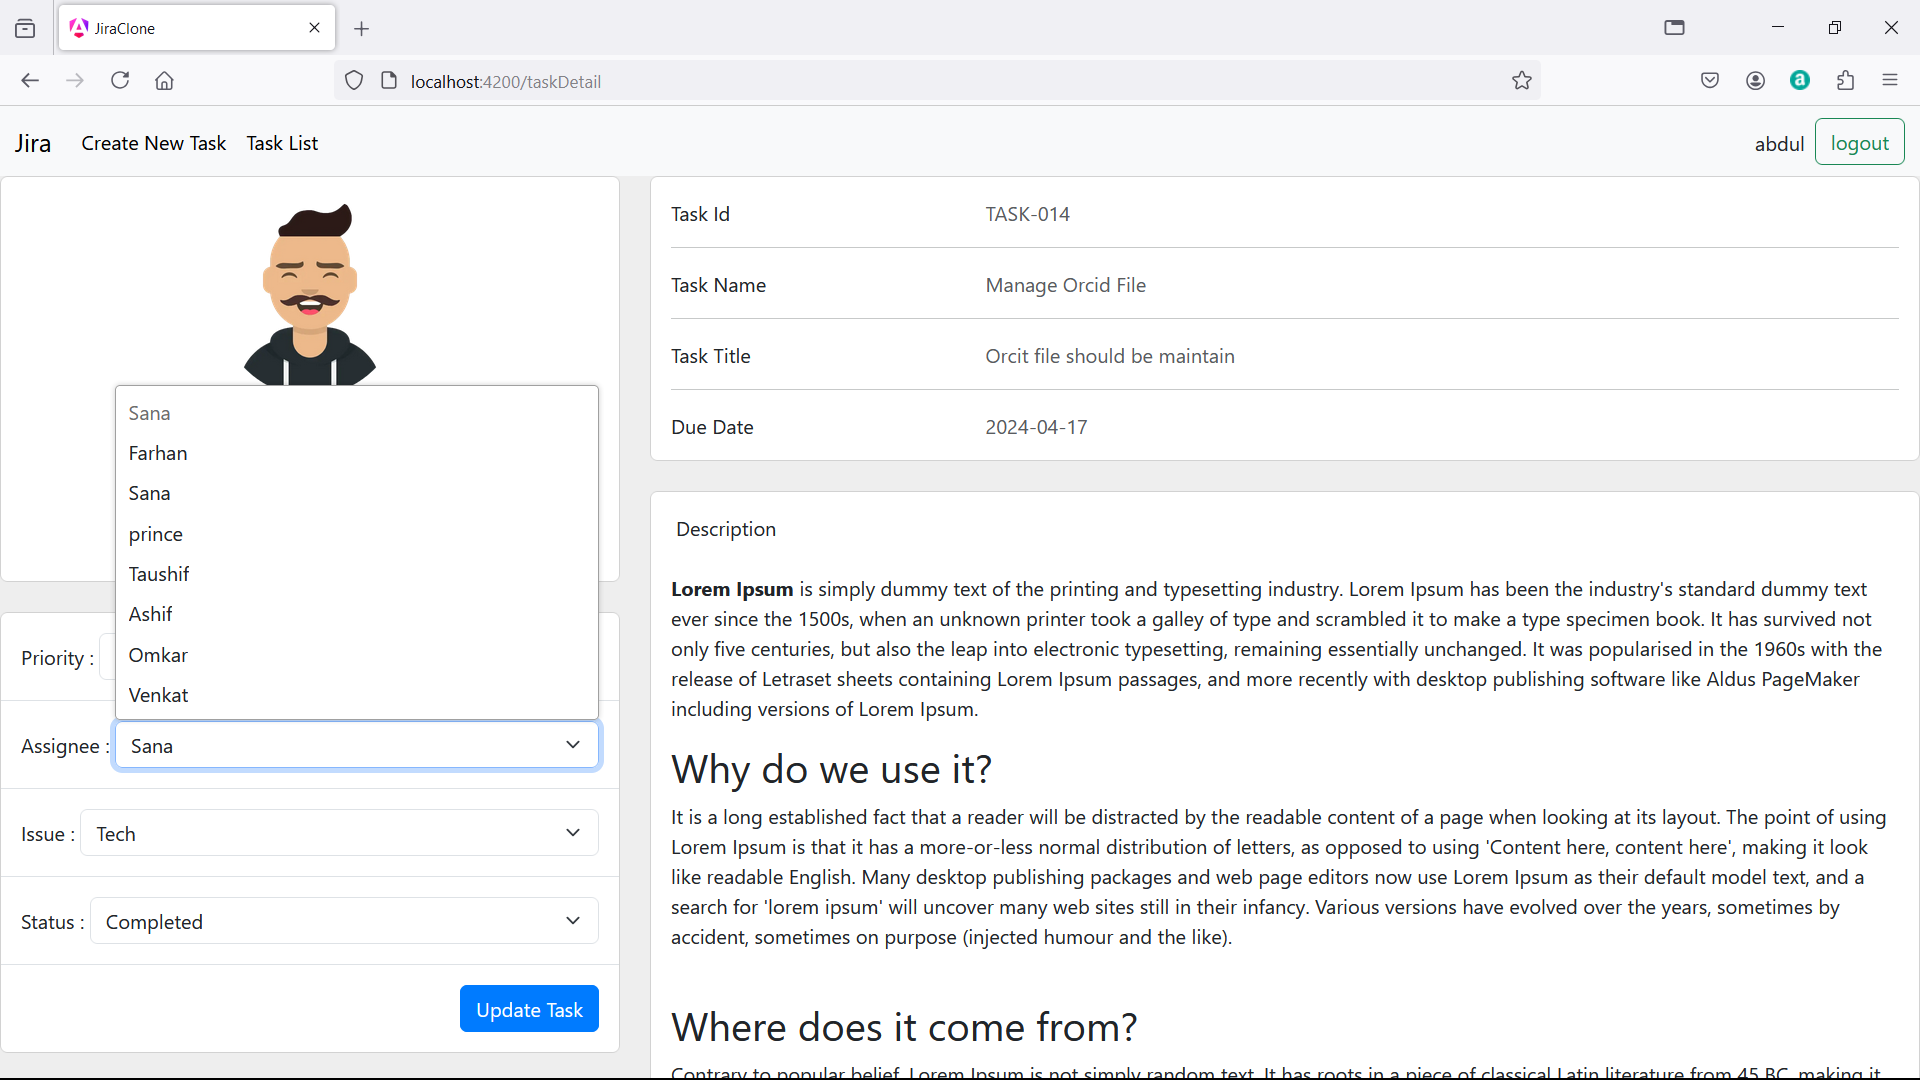 JiraClone
localhost:4200/taskDetail
Jira
Create New Task
Task List
abdul
logout
Sana
Farhan
Sana
prince
Taushif
Ashif
Omkar
Venkat
Priority :
Assignee :
Sana
Issue :
Tech
Status :
Completed
Update Task
Task Id
TASK-014
Task Name
Manage Orcid File
Task Title
Orcit file should be maintain
Due Date
2024-04-17
Description
Lorem Ipsum is simply dummy text of the printing and typesetting industry. Lorem Ipsum has been the industry's standard dummy text
ever since the 1500s, when an unknown printer took a galley of type and scrambled it to make a type specimen book. It has survived not
only five centuries, but also the leap into electronic typesetting, remaining essentially unchanged. It was popularised in the 1960s with the
release of Letraset sheets containing Lorem Ipsum passages, and more recently with desktop publishing software like Aldus PageMaker
including versions of Lorem Ipsum.
Why do we use it?
It is a long established fact that a reader will be distracted by the readable content of a page when looking at its layout. The point of using
Lorem Ipsum is that it has a more-or-less normal distribution of letters, as opposed to using 'Content here, content here', making it look
like readable English. Many desktop publishing packages and web page editors now use Lorem Ipsum as their default model text, and a
search for 'lorem ipsum' will uncover many web sites still in their infancy. Various versions have evolved over the years, sometimes by
accident, sometimes on purpose (injected humour and the like).
Where does it come from?
Contrary to popular belief, Lorem Ipsum is not simply random text. It has roots in a piece of classical Latin literature from 45 BC, making it